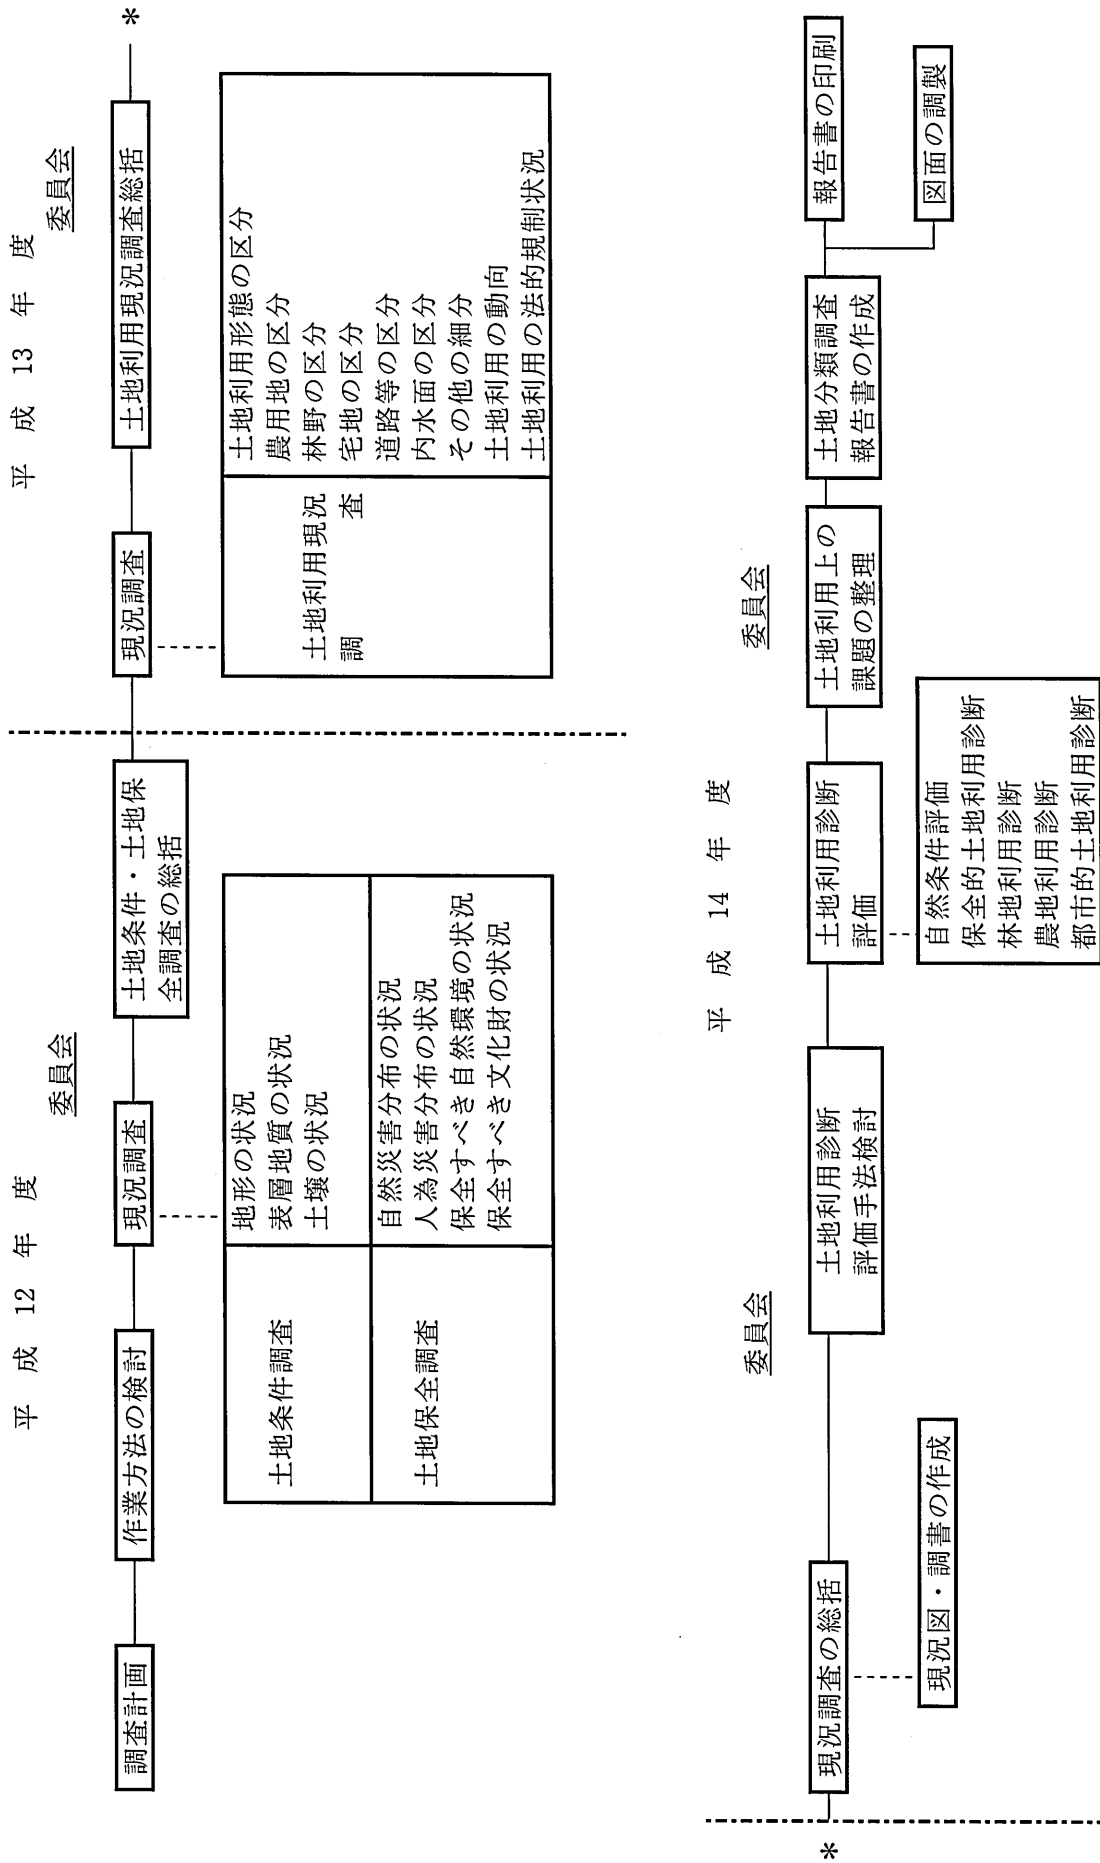 平成12年度
委員会
調査計画
作業方法の検討
現況調査
土地条件・土地保
全調査の総括
土地条件調査
地形の状況
表層地質の状況
土壌の状況
土地保全調査
自然災害分布の状況
人為災害分布の状況
保全すべき自然環境の状況
保全すべき文化財の状況
平成13年度
委員会
現況調査
土地利用現況調査総括
*
土地利用現況
調査
土地利用形態の区分
農用地の区分
林野の区分
宅地の区分
道路等の区分
内水面の区分
その他の細分
土地利用の動向
土地利用の法的規制状況
平成14年度
委員会
委員会
*
現況調査の総括
現況図・調書の作成
土地利用診断
評価手法検討
土地利用診断
評価
自然条件評価
保全的土地利用診断
林地利用診断
農地利用診断
都市的土地利用診断
土地利用上の
課題の整理
土地分類調査
報告書の作成
報告書の印刷
図面の調製